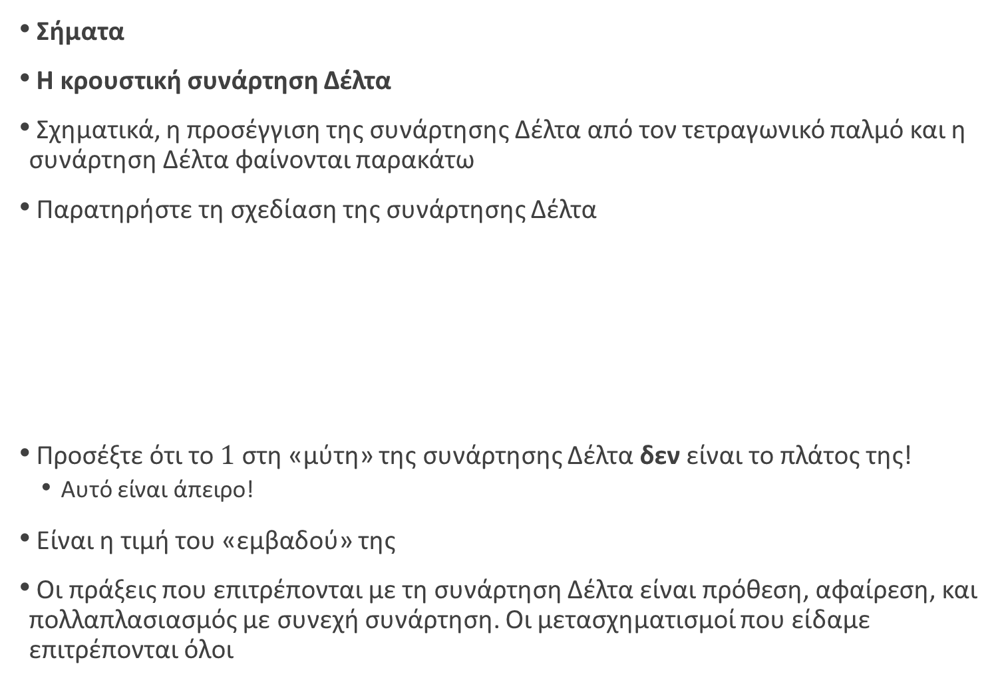 • Σήματα
• Η κρουστική συνάρτηση Δέλτα
• Σχηματικά, η προσέγγιση της συνάρτησης Δέλτα από τον τετραγωνικό παλμό και η
συνάρτηση Δέλτα φαίνονται παρακάτω
• Παρατηρήστε τη σχεδίαση της συνάρτησης Δέλτα
• Προσέξτε ότι το 1 στη «μύτη» της συνάρτησης Δέλτα δεν είναι το πλάτος της!
• Αυτό είναι άπειρο!
• Είναι η τιμή του «εμβαδού» της
• Οι πράξεις που επιτρέπονται με τη συνάρτηση Δέλτα είναι πρόθεση, αφαίρεση, και
πολλαπλασιασμός με συνεχή συνάρτηση. Οι μετασχηματισμοί που είδαμε
επιτρέπονται όλοι